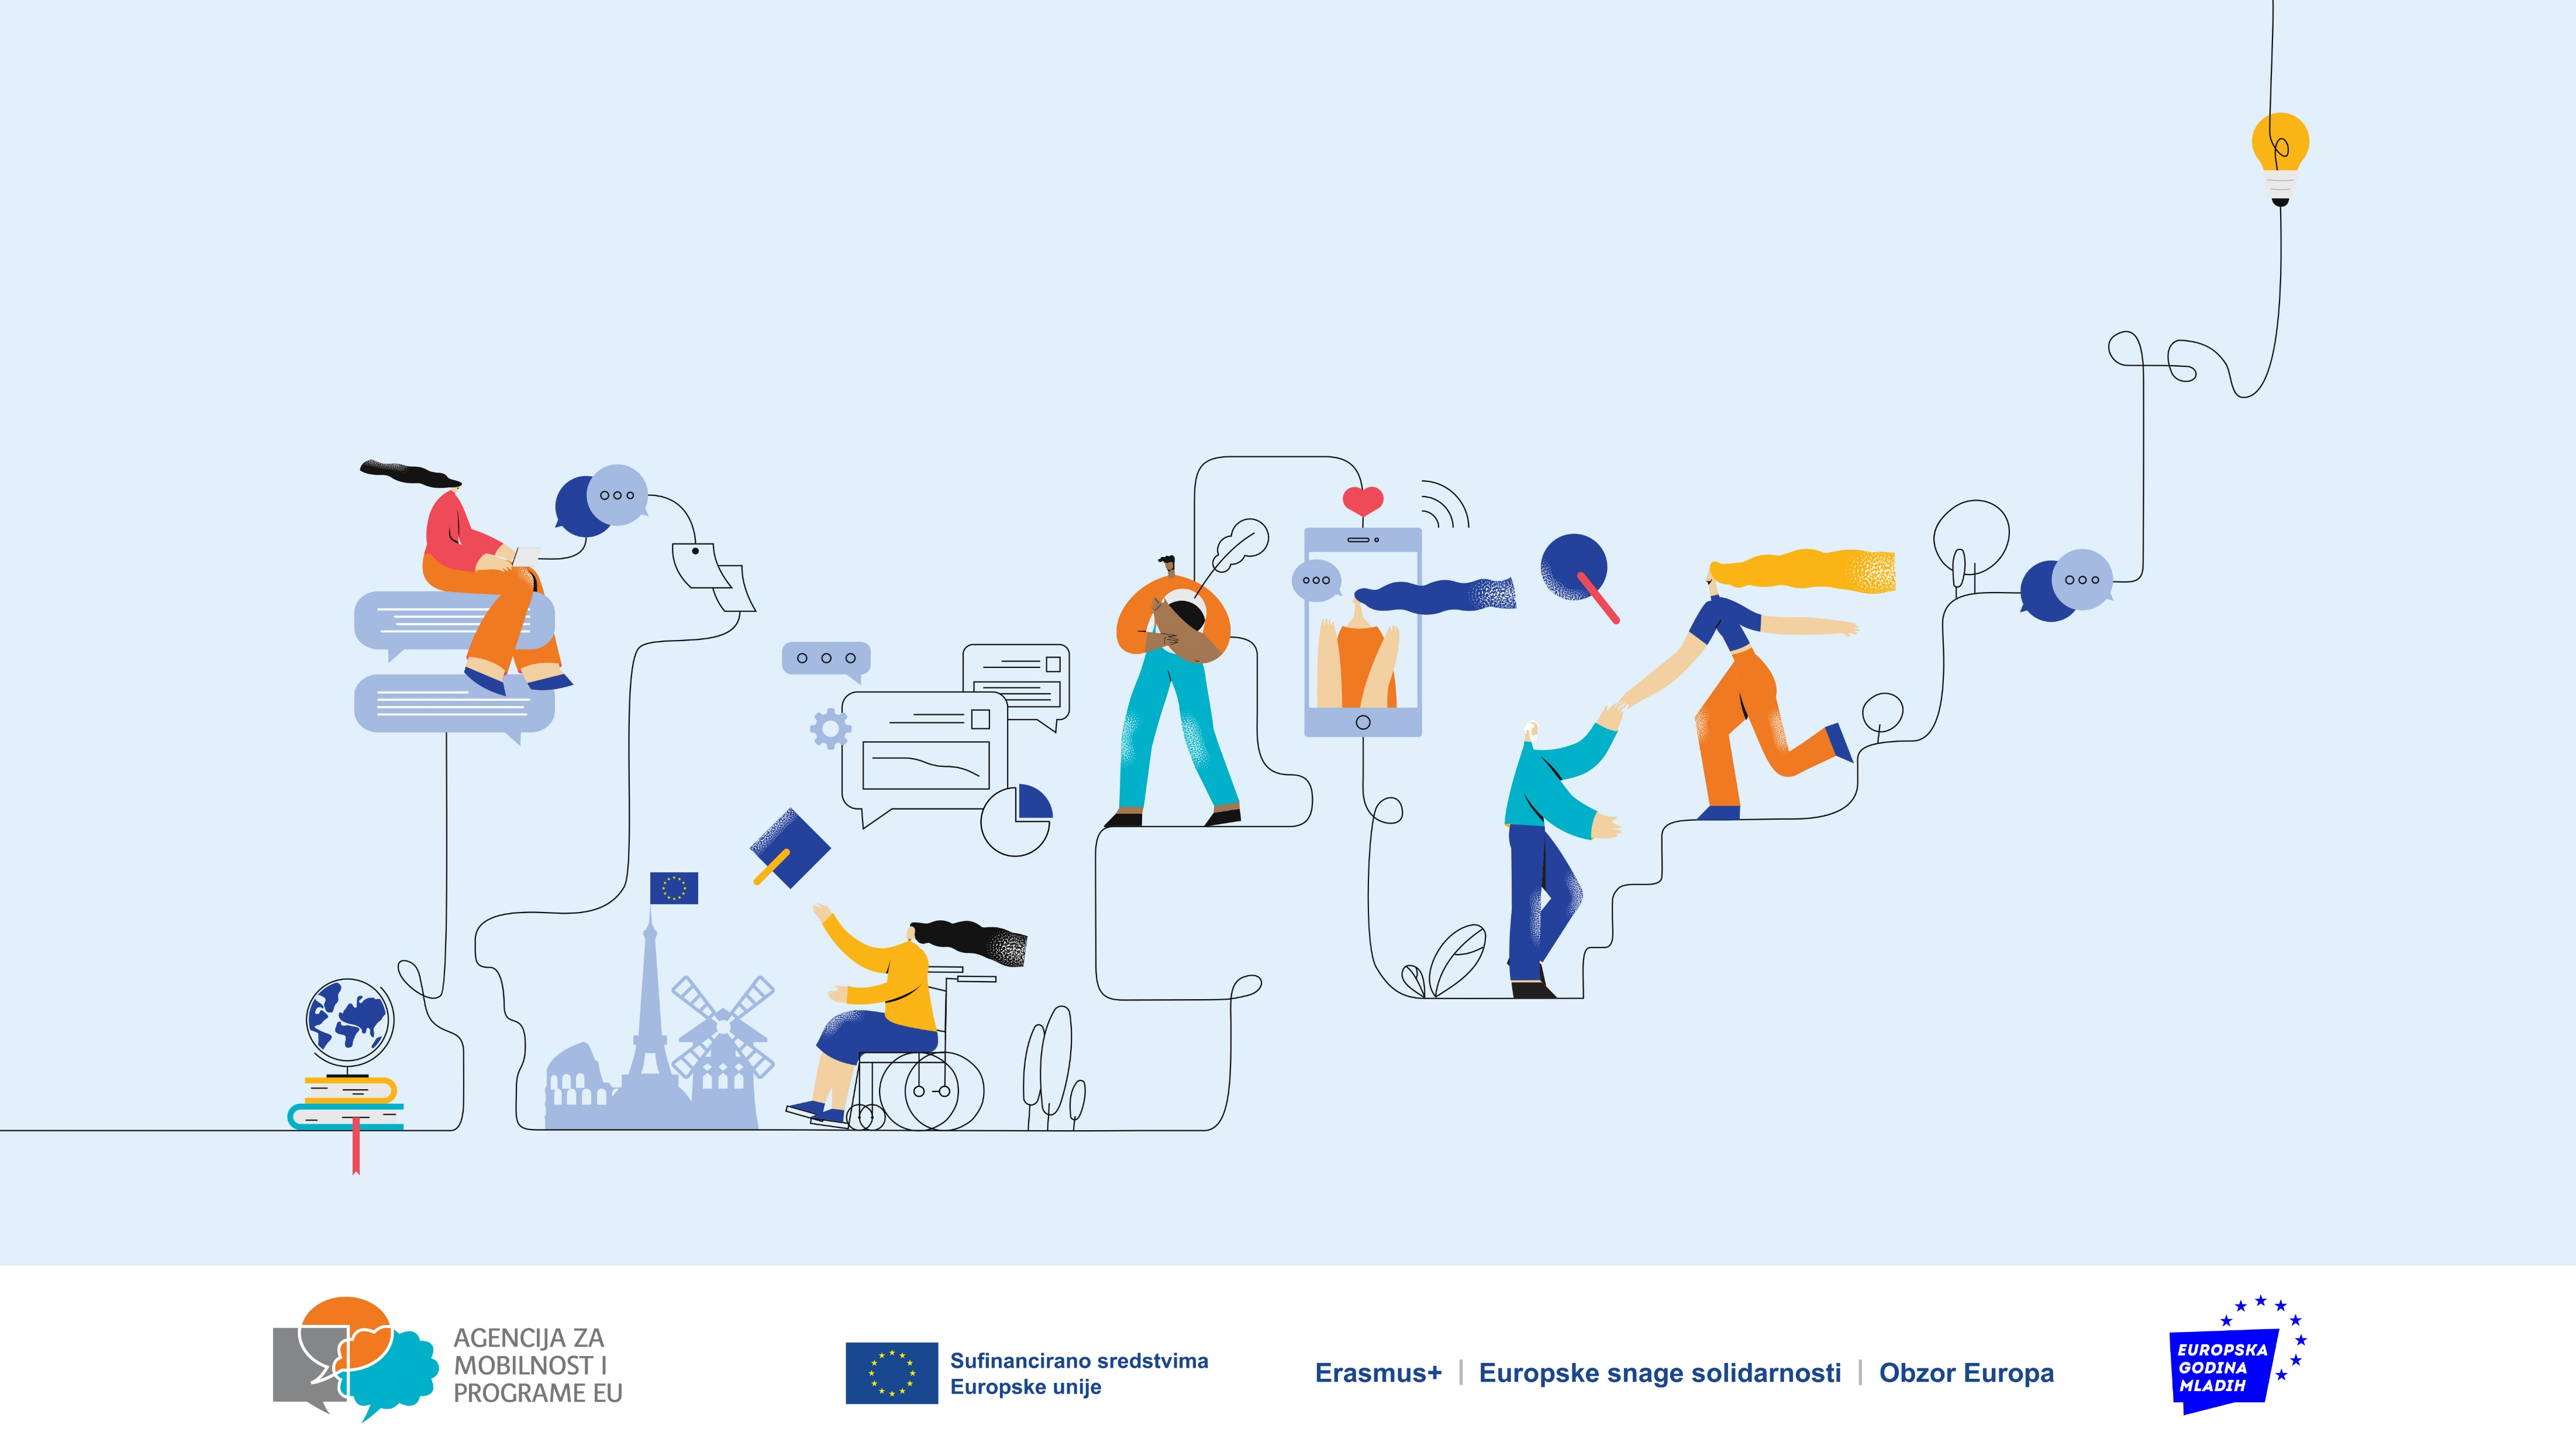 AGENCIJA ZA
MOBILNOST I
PROGRAME EU
Sufinancirano sredstvima
Europske unije
Erasmus+ | Europske snage solidarnosti | Obzor Europa
EUROPSKA
GODINA
MLADIH